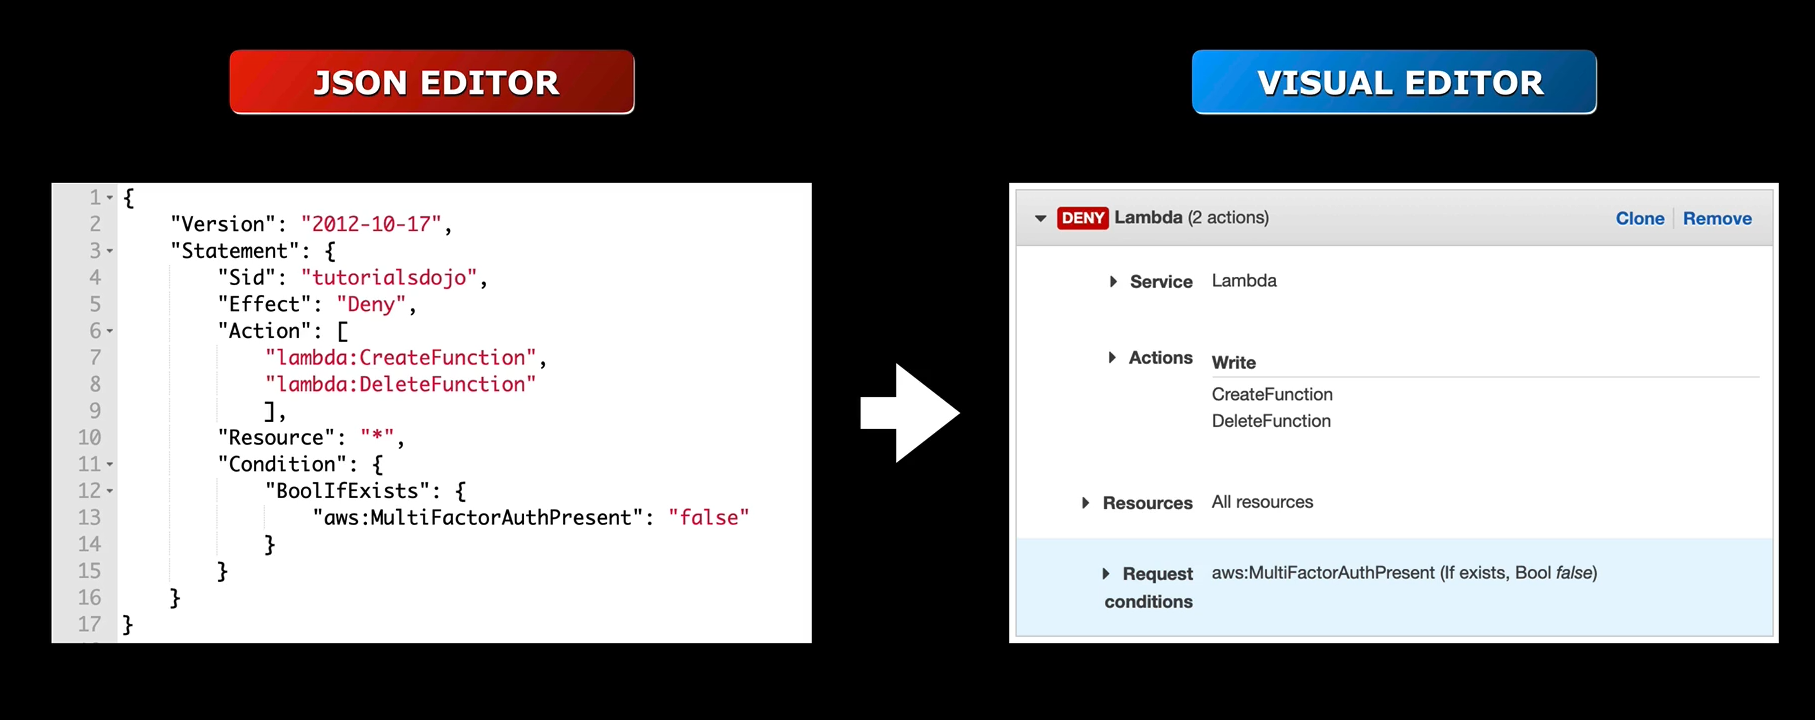 JSON EDITOR
VISUAL EDITOR
1 {
2 "Version": "2012-10-17",
3 "Statement": {
4 "Sid": "tutorialsdojo",
5 "Effect": "Deny",
6 "Action": [
7 "lambda:CreateFunction",
8 "lambda:DeleteFunction"
9 ],
10 "Resource": "*",
11 "Condition": {
12 "BoolIfExists": {
13 "aws:MultiFactorAuthPresent": "false"
14 }
15 }
16 }
17 }
DENY Lambda (2 actions) Clone Remove
Service Lambda
Actions Write
CreateFunction
DeleteFunction
Resources All resources
Request aws:MultiFactorAuthPresent (If exists, Bool false)
conditions